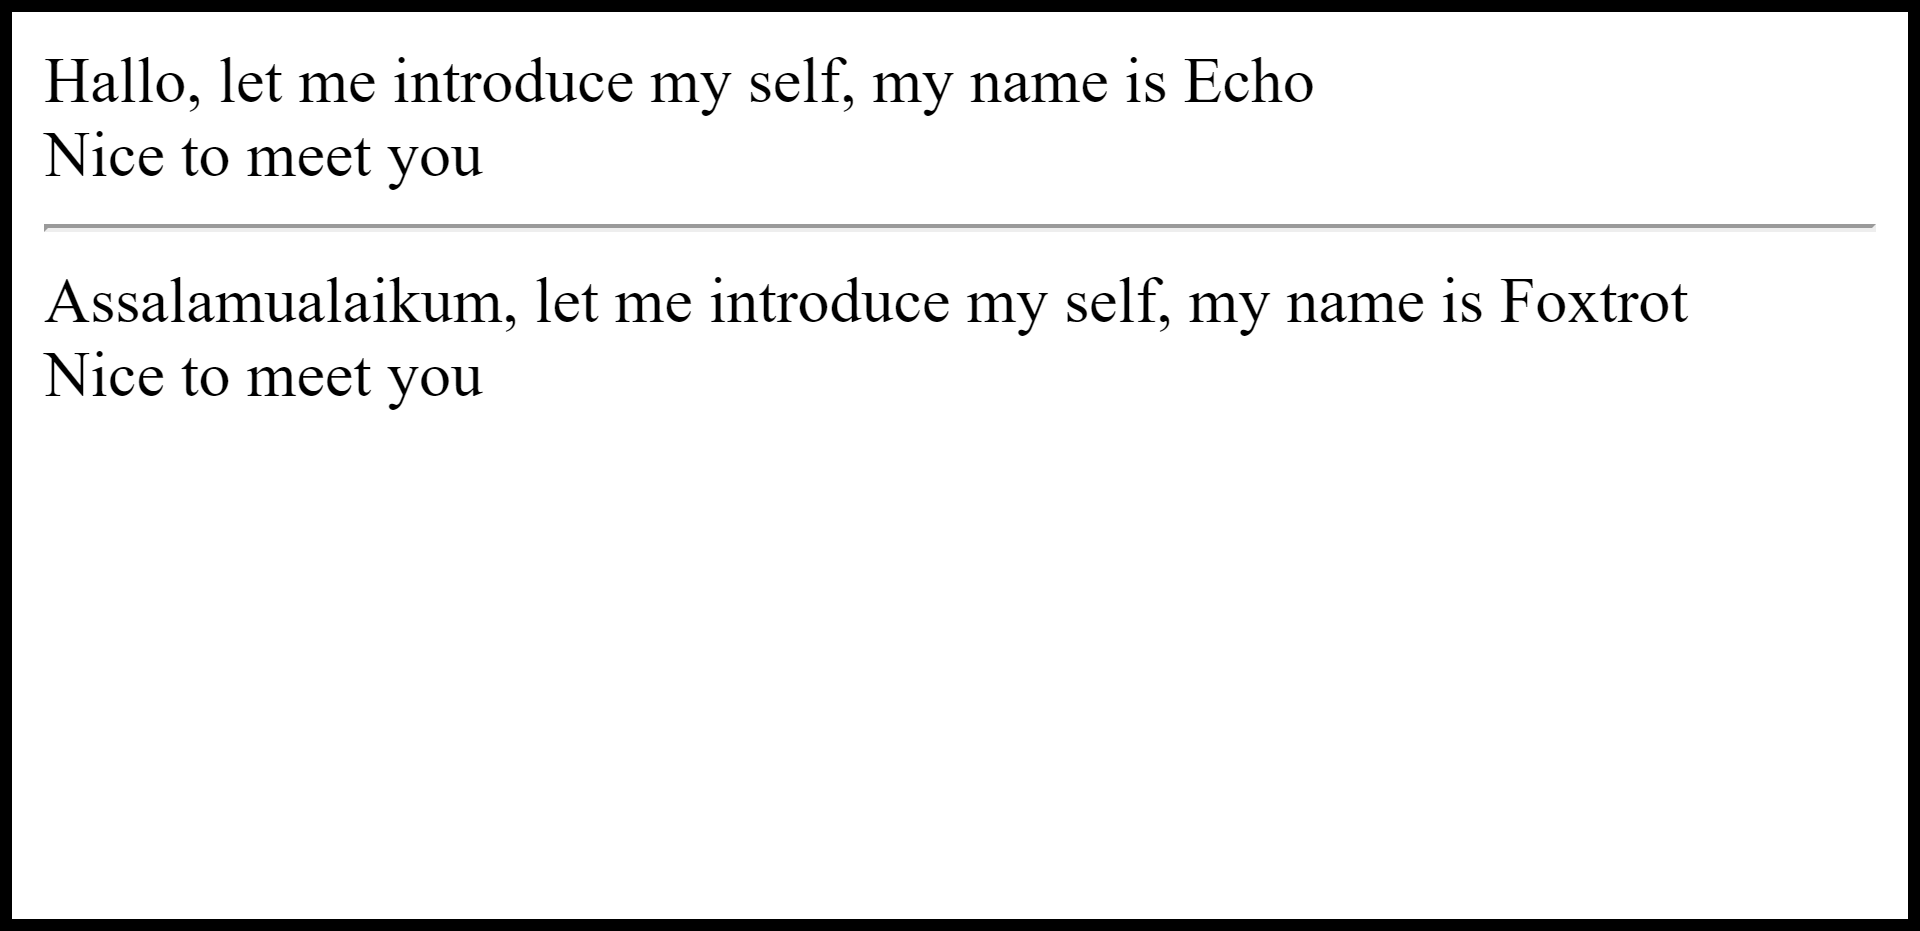 Hallo, let me introduce my self, my name is Echo
Nice to meet you
Assalamualaikum, let me introduce my self, my name is Foxtrot
Nice to meet you